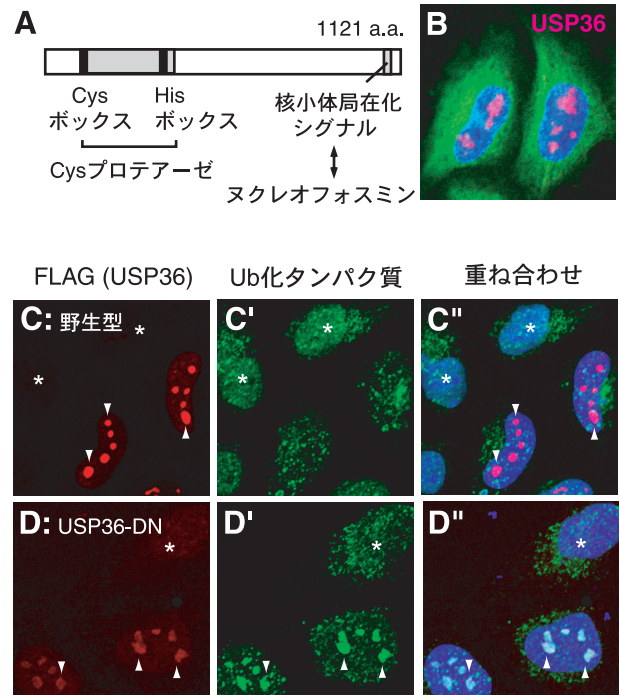 A
1121 a.a.
Cys
ボックス
His
ボックス
Cysプロテアーゼ
核小体局在化
シグナル
ヌクレオフォスミン
B
USP36
FLAG (USP36)
Ub化タンパク質
重ね合わせ
C: 野生型
*
*
C'
*
*
C"
*
*
D: USP36-DN
*
D'
*
D"
*